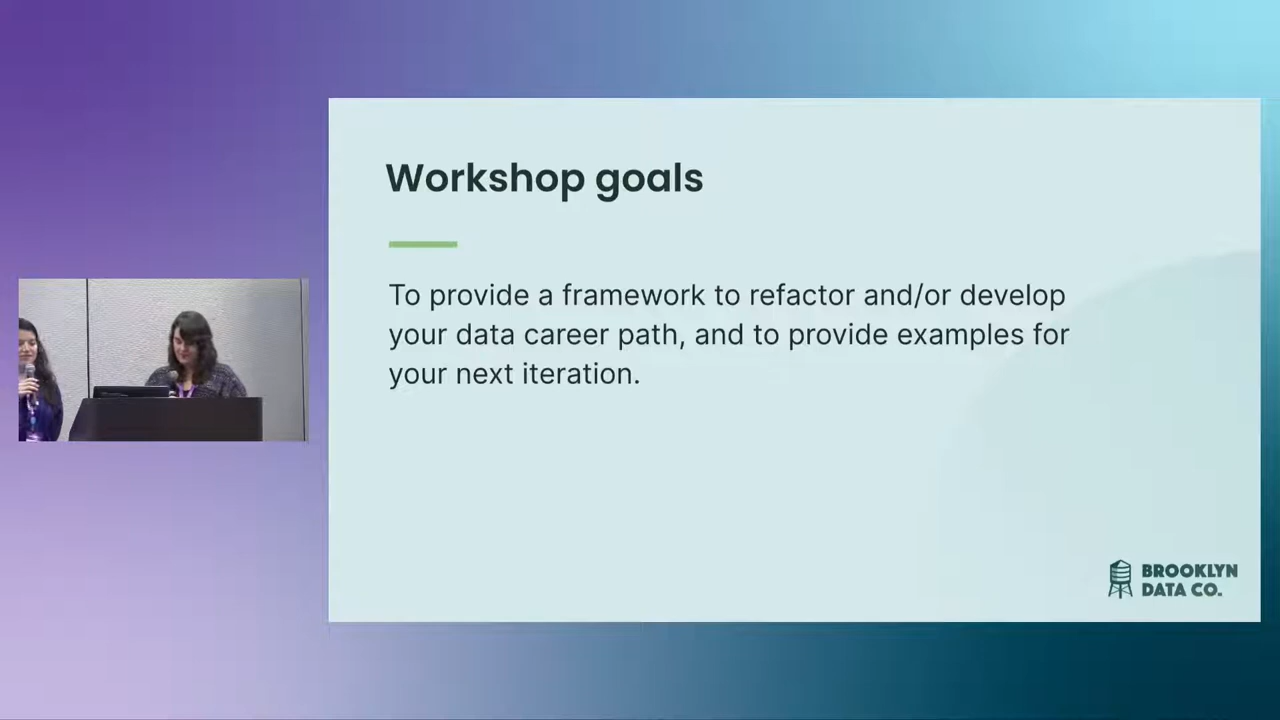 Workshop goals
To provide a framework to refactor and/or develop
your data career path, and to provide examples for
your next iteration.
BROOKLYN
DATA CO.